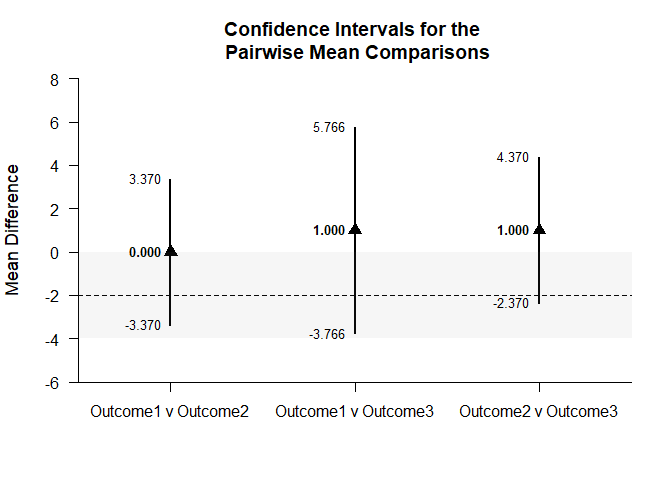 Confidence Intervals for the
Pairwise Mean Comparisons
Mean Difference
8
6
4
2
0
-2
-4
-6
3.370
0.000
-3.370
5.766
1.000
-3.766
4.370
1.000
-2.370
Outcome1 v Outcome2
Outcome1 v Outcome3
Outcome2 v Outcome3